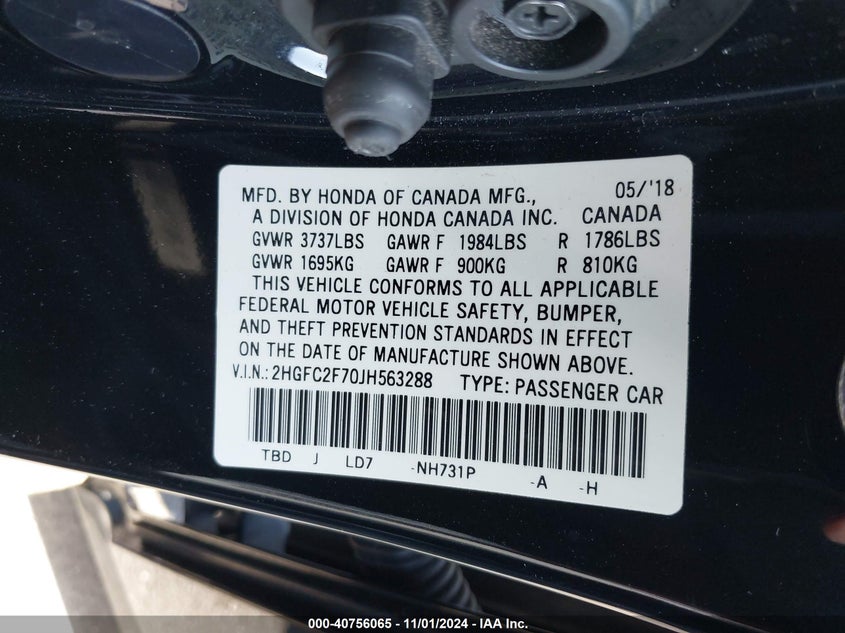 MFD. BY HONDA OF CANADA MFG., 05/'18
A DIVISION OF HONDA CANADA INC. CANADA
GVWR 3737LBS GAWR F 1984LBS R 1786LBS
GVWR 1695KG GAWR F 900KG R 810KG
THIS VEHICLE CONFORMS TO ALL APPLICABLE
FEDERAL MOTOR VEHICLE SAFETY, BUMPER,
AND THEFT PREVENTION STANDARDS IN EFFECT
ON THE DATE OF MANUFACTURE SHOWN ABOVE.
V.I.N.: 2HGFC2F70JH563288 TYPE: PASSENGER CAR
TBD J LD7 -NH731P -A -H
000-40756065 - 11/01/2024 - IAA Inc.